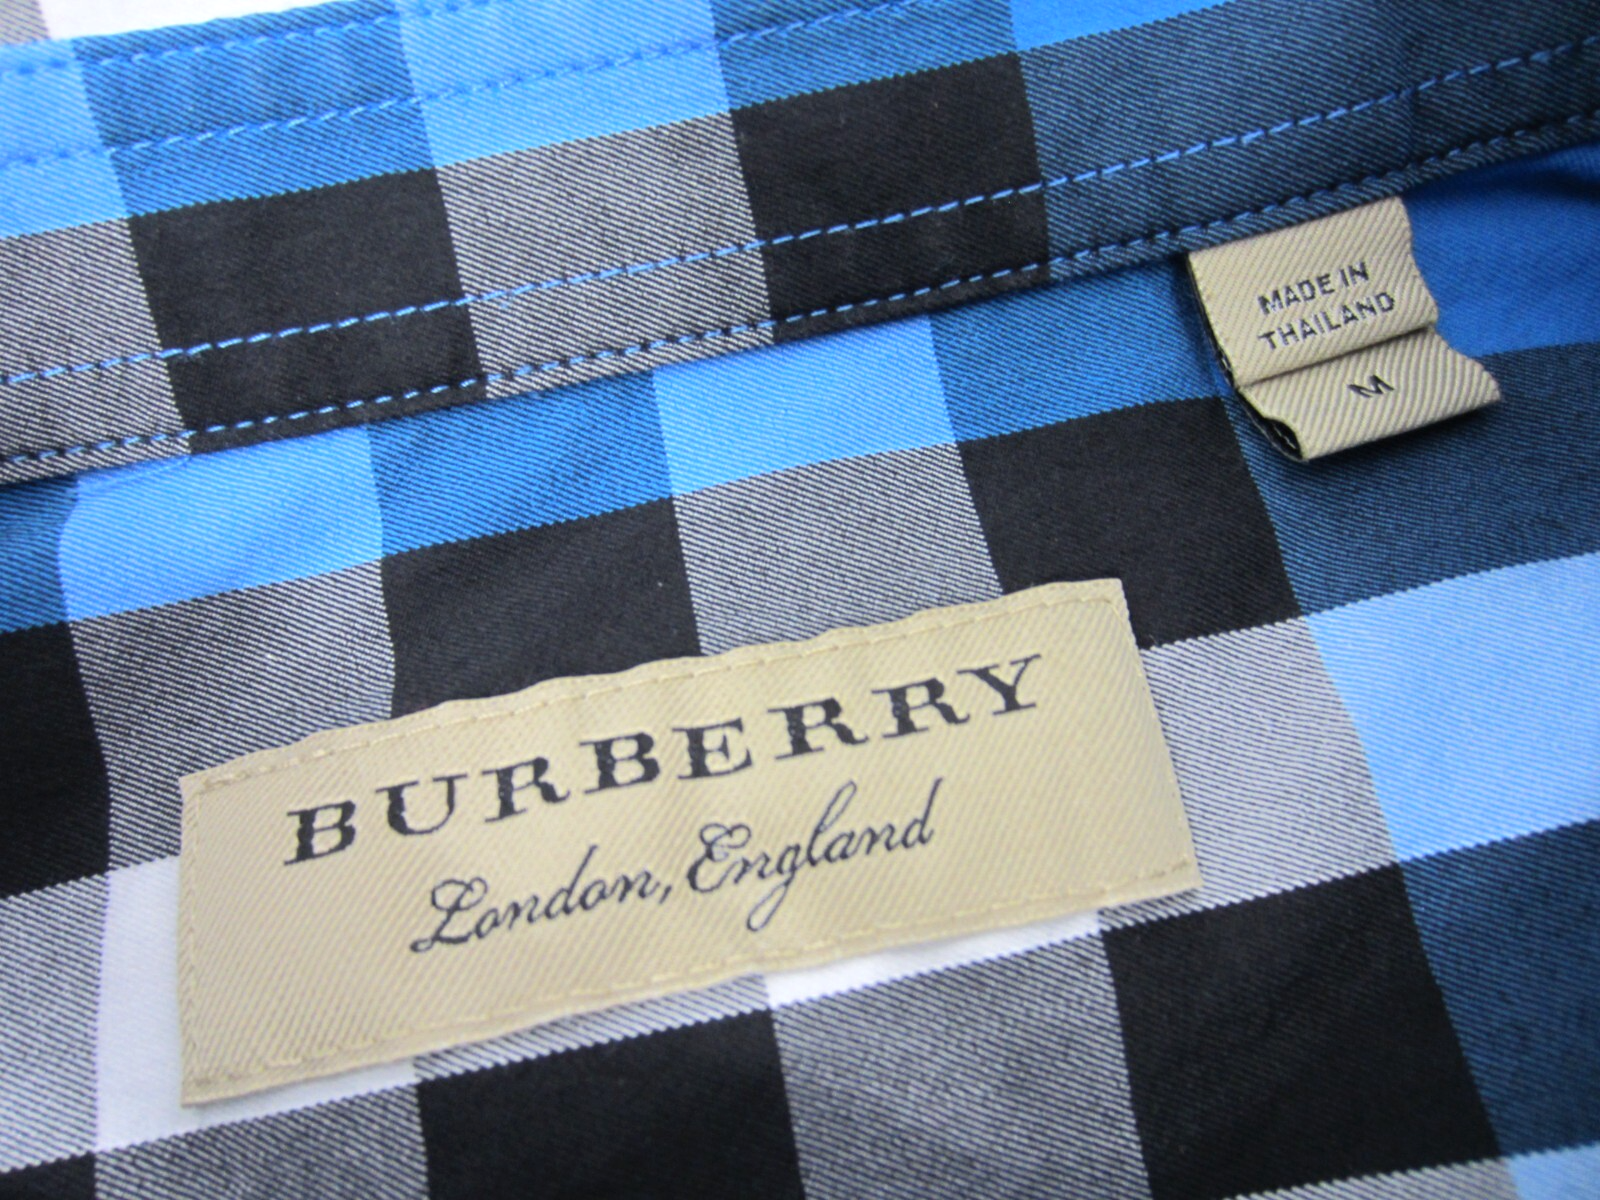 MADE IN
THAILAND
M
BURBERRY
London, England